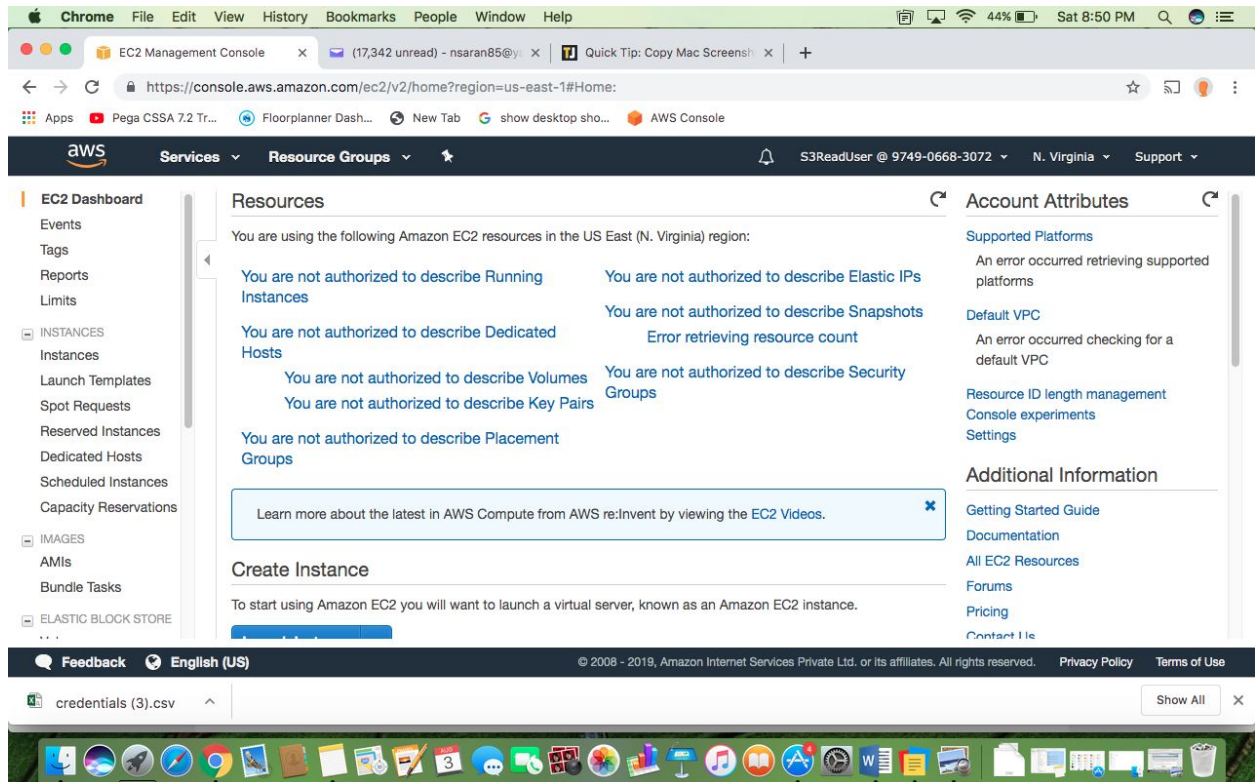 Chrome File Edit View History Bookmarks People Window Help 44% Sat 8:50 PM
EC2 Management Console (17,342 unread) - nsaran85@y Quick Tip: Copy Mac Screensh
https://console.aws.amazon.com/ec2/v2/home?region=us-east-1#Home:
Apps Pega CSSA 7.2 Tr... Floorplanner Dash... New Tab show desktop sho... AWS Console
aws Services Resource Groups S3ReadUser @ 9749-0668-3072 N. Virginia Support
EC2 Dashboard
Events
Tags
Reports
Limits
INSTANCES
Instances
Launch Templates
Spot Requests
Reserved Instances
Dedicated Hosts
Scheduled Instances
Capacity Reservations
IMAGES
AMIs
Bundle Tasks
ELASTIC BLOCK STORE
Resources
You are using the following Amazon EC2 resources in the US East (N. Virginia) region:
You are not authorized to describe Running
Instances
You are not authorized to describe Dedicated
Hosts
You are not authorized to describe Volumes
You are not authorized to describe Key Pairs
You are not authorized to describe Placement
Groups
You are not authorized to describe Elastic IPs
You are not authorized to describe Snapshots
Error retrieving resource count
You are not authorized to describe Security
Groups
Learn more about the latest in AWS Compute from AWS re:Invent by viewing the EC2 Videos.
Create Instance
To start using Amazon EC2 you will want to launch a virtual server, known as an Amazon EC2 instance.
Account Attributes
Supported Platforms
An error occurred retrieving supported
platforms
Default VPC
An error occurred checking for a
default VPC
Resource ID length management
Console experiments
Settings
Additional Information
Getting Started Guide
Documentation
All EC2 Resources
Forums
Pricing
Contact Us
Feedback English (US) © 2008 - 2019, Amazon Internet Services Private Ltd. or its affiliates. All rights reserved. Privacy Policy Terms of Use
credentials (3).csv Show All
AUG
3